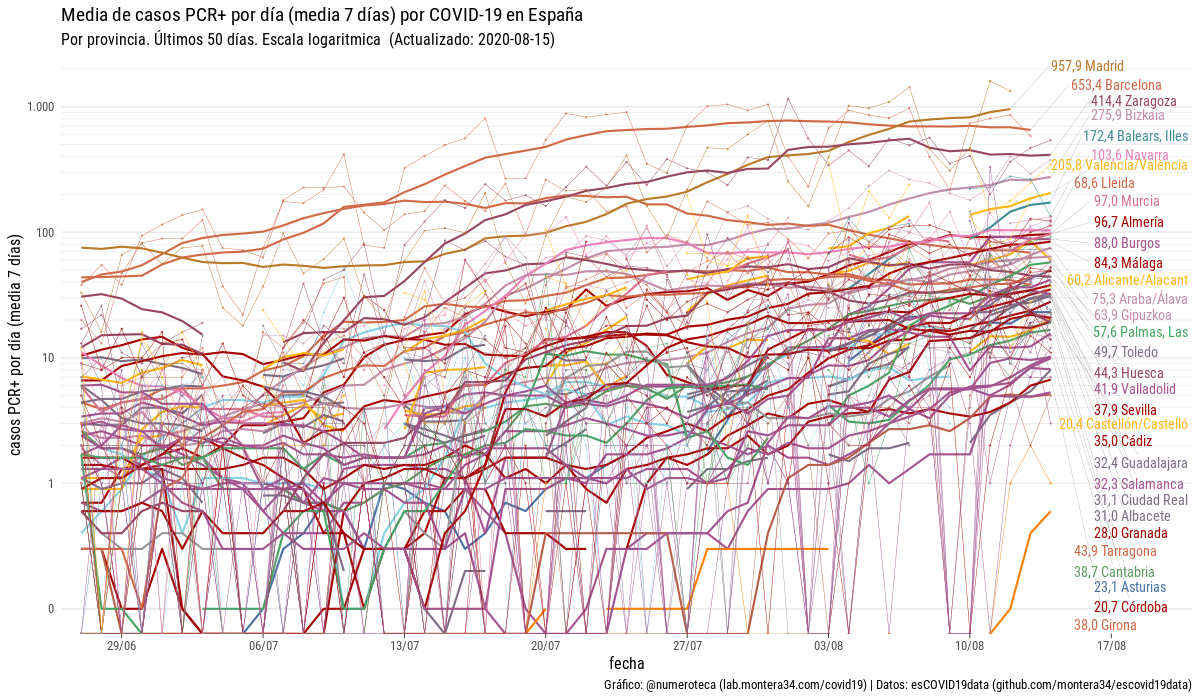 Media de casos PCR+ por día (media 7 días) por COVID-19 en España
Por provincia. Últimos 50 días. Escala logaritmica (Actualizado: 2020-08-15)
casos PCR+ por día (media 7 días)
1.000
100
10
1
0
957,9 Madrid
653,4 Barcelona
414,4 Zaragoza
275,9 Bizkaia
172,4 Balears, Illes
103,6 Navarra
205,8 Valencia/València
68,6 Lleida
97,0 Murcia
96,7 Almería
88,0 Burgos
84,3 Málaga
60,2 Alicante/Alacant
75,3 Araba/Álava
63,9 Gipuzkoa
57,6 Palmas, Las
49,7 Toledo
44,3 Huesca
41,9 Valladolid
37,9 Sevilla
20,4 Castellón/Castelló
35,0 Cádiz
32,4 Guadalajara
32,3 Salamanca
31,1 Ciudad Real
31,0 Albacete
28,0 Granada
43,9 Tarragona
38,7 Cantabria
23,1 Asturias
20,7 Córdoba
38,0 Girona
29/06
06/07
13/07
20/07
27/07
03/08
10/08
17/08
fecha
Gráfico: @numeroteca (lab.montera34.com/covid19) | Datos: esCOVID19data (github.com/montera34/escovid19data)